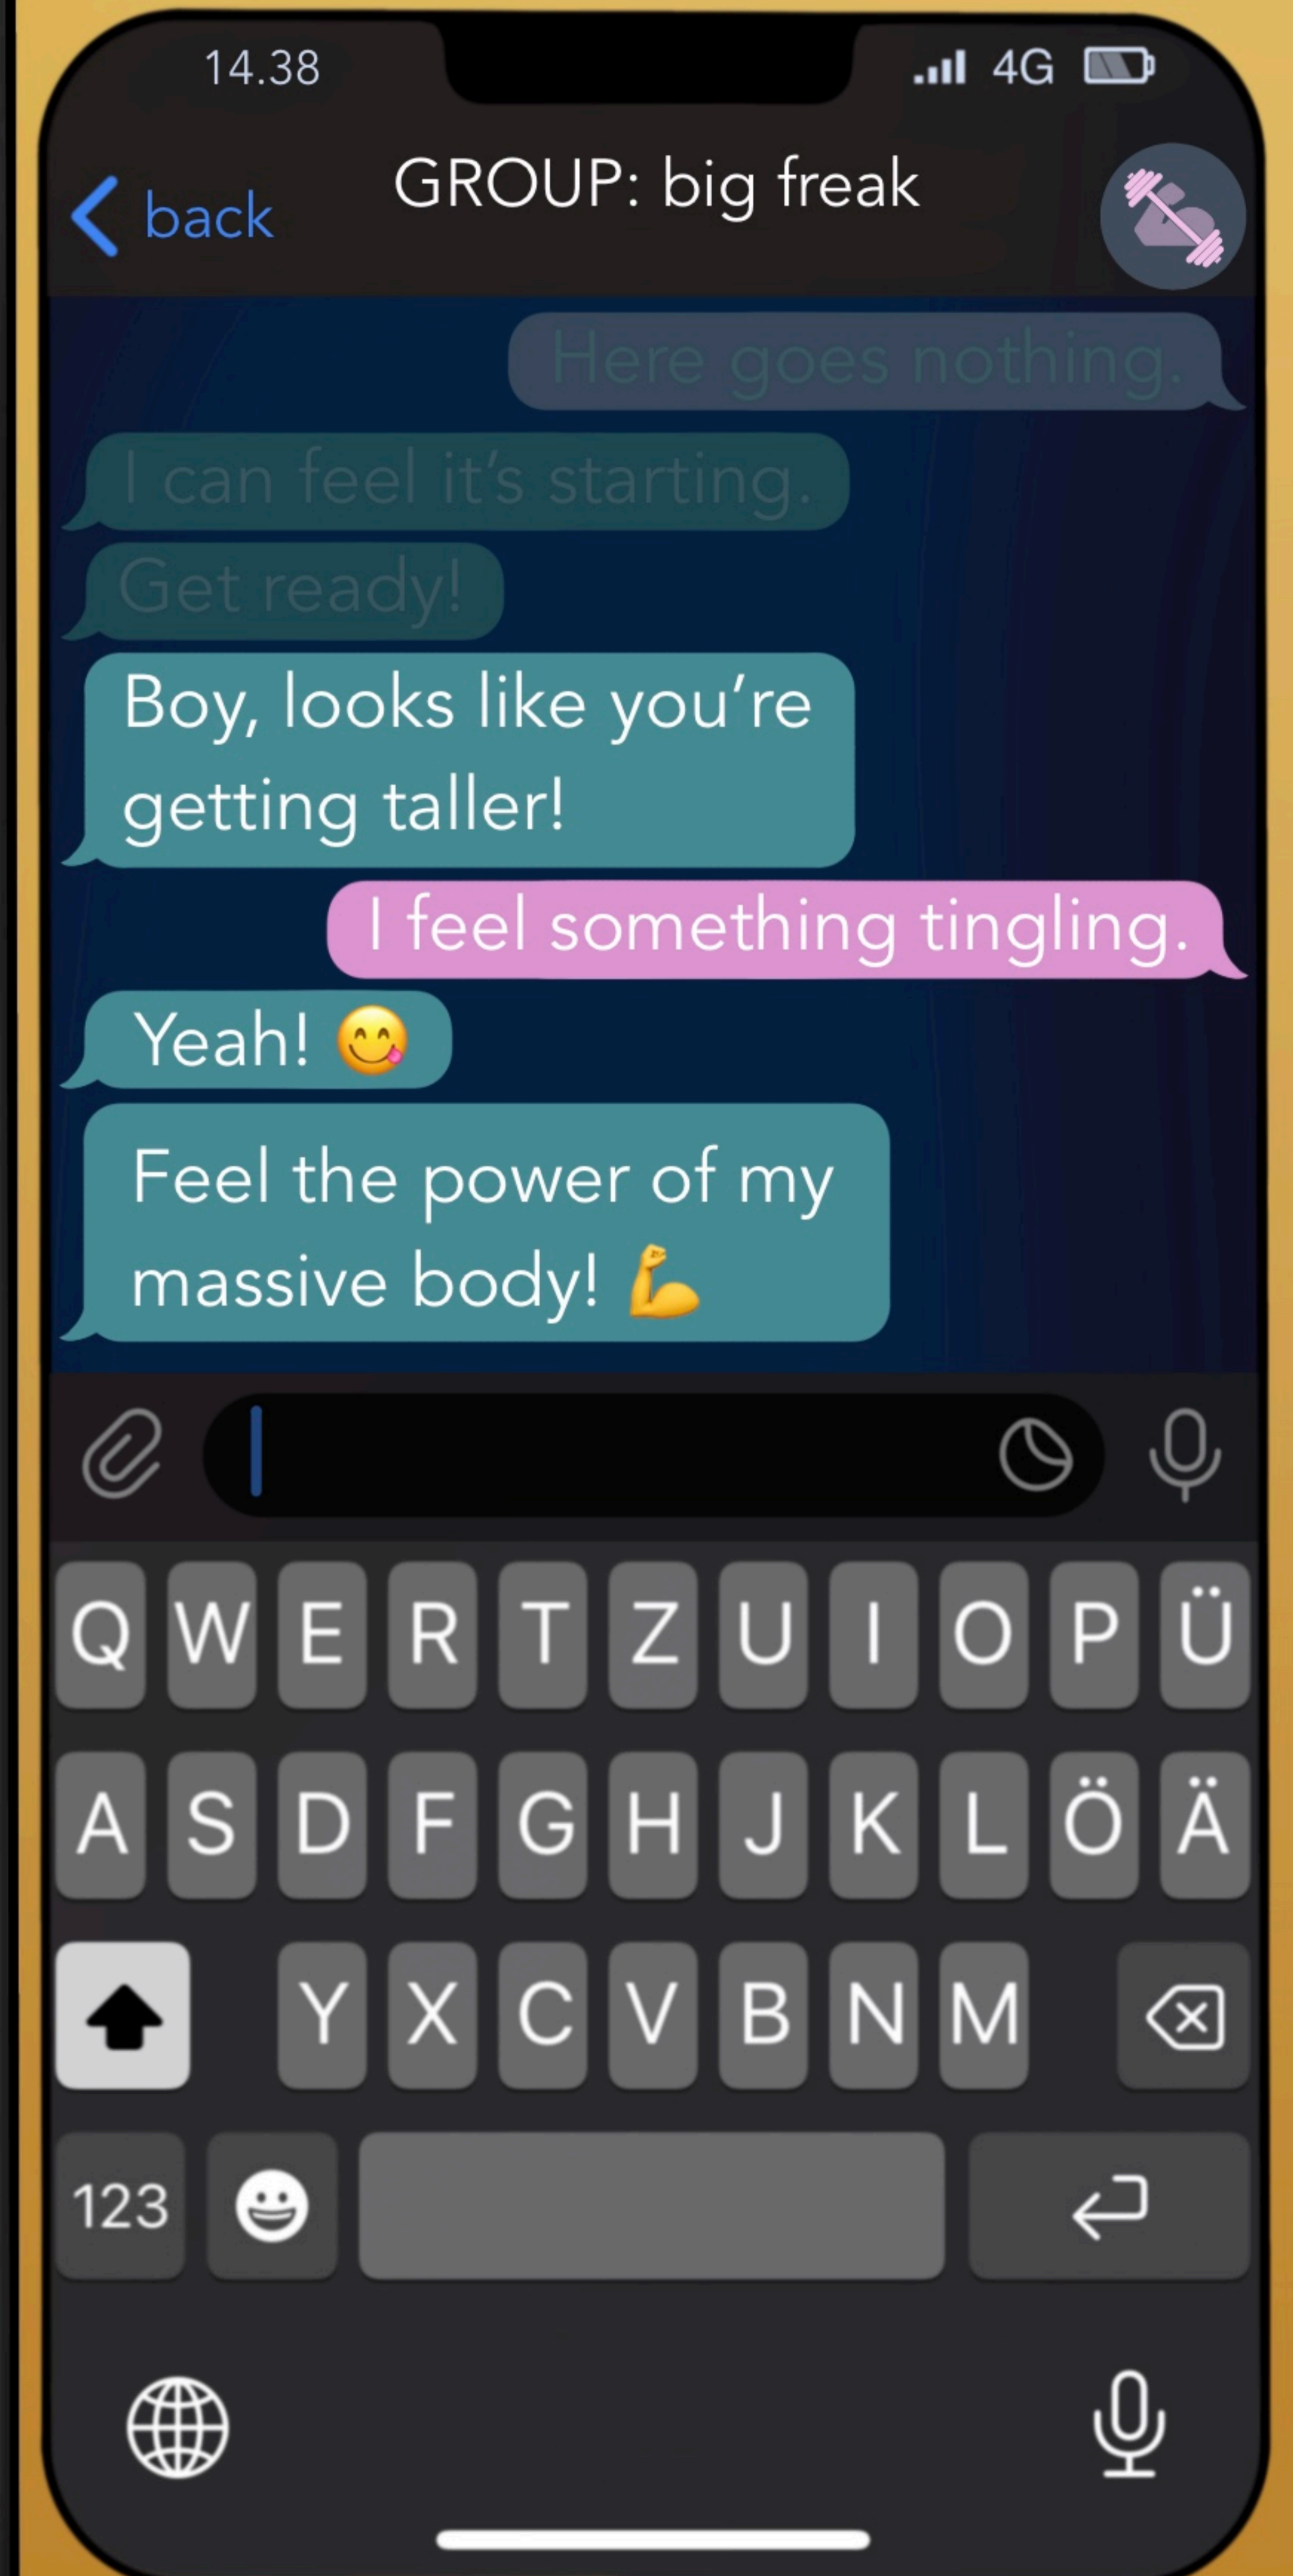 14.38 4G
back GROUP: big freak
Here goes nothing.
I can feel it’s starting.
Get ready!
Boy, looks like you’re
getting taller!
I feel something tingling.
Yeah! 😋
Feel the power of my
massive body! 💪
Q W E R T Z U I O P Ü
A S D F G H J K L Ö Ä
Y X C V B N M
123